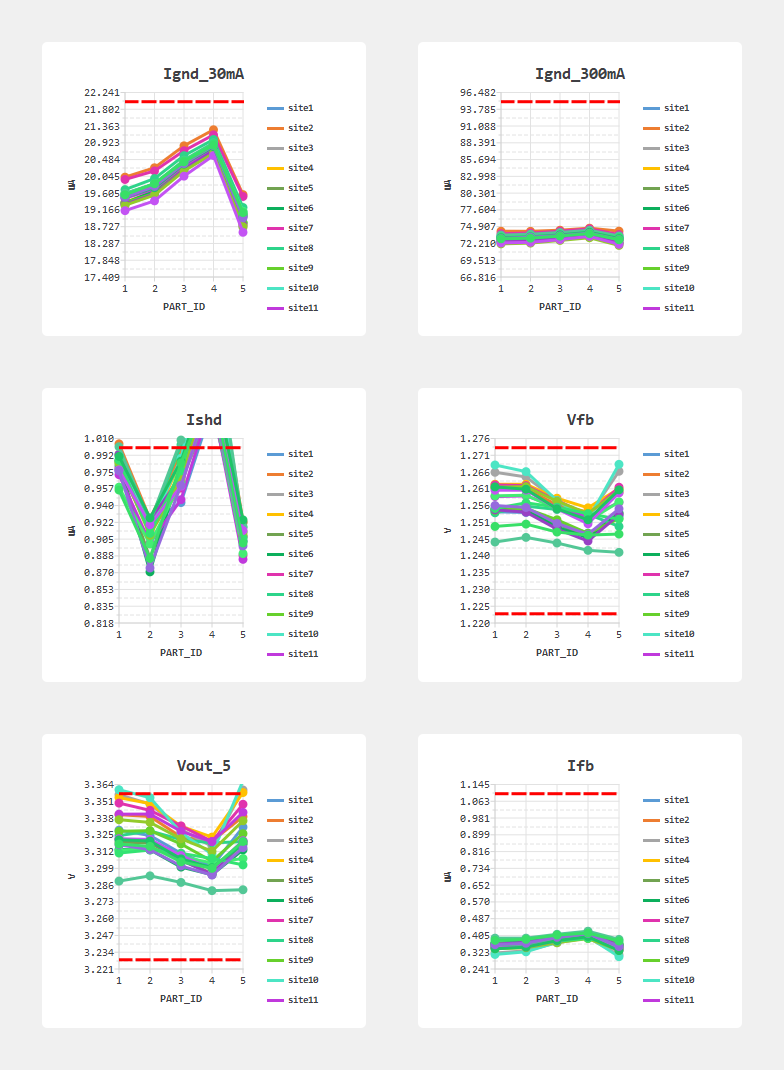 Ignd_30mA
22.241
21.802
21.363
20.923
20.484
20.045
19.605
19.166
18.727
18.287
17.848
17.409
1 2 3 4 5
PART_ID
site1
site2
site3
site4
site5
site6
site7
site8
site9
site10
site11
Ignd_300mA
96.482
93.785
91.088
88.391
85.694
82.998
80.301
77.604
74.907
72.210
69.513
66.816
1 2 3 4 5
PART_ID
site1
site2
site3
site4
site5
site6
site7
site8
site9
site10
site11
Ishd
1.010
0.992
0.975
0.957
0.940
0.922
0.905
0.888
0.870
0.853
0.835
0.818
1 2 3 4 5
PART_ID
site1
site2
site3
site4
site5
site6
site7
site8
site9
site10
site11
Vfb
1.276
1.271
1.266
1.261
1.256
1.251
1.245
1.240
1.235
1.230
1.225
1.220
V
1 2 3 4 5
PART_ID
site1
site2
site3
site4
site5
site6
site7
site8
site9
site10
site11
Vout_5
3.364
3.351
3.338
3.325
3.312
3.299
3.286
3.273
3.260
3.247
3.234
3.221
V
1 2 3 4 5
PART_ID
site1
site2
site3
site4
site5
site6
site7
site8
site9
site10
site11
Ifb
1.145
1.063
0.981
0.899
0.816
0.734
0.652
0.570
0.487
0.405
0.323
0.241
1 2 3 4 5
PART_ID
site1
site2
site3
site4
site5
site6
site7
site8
site9
site10
site11